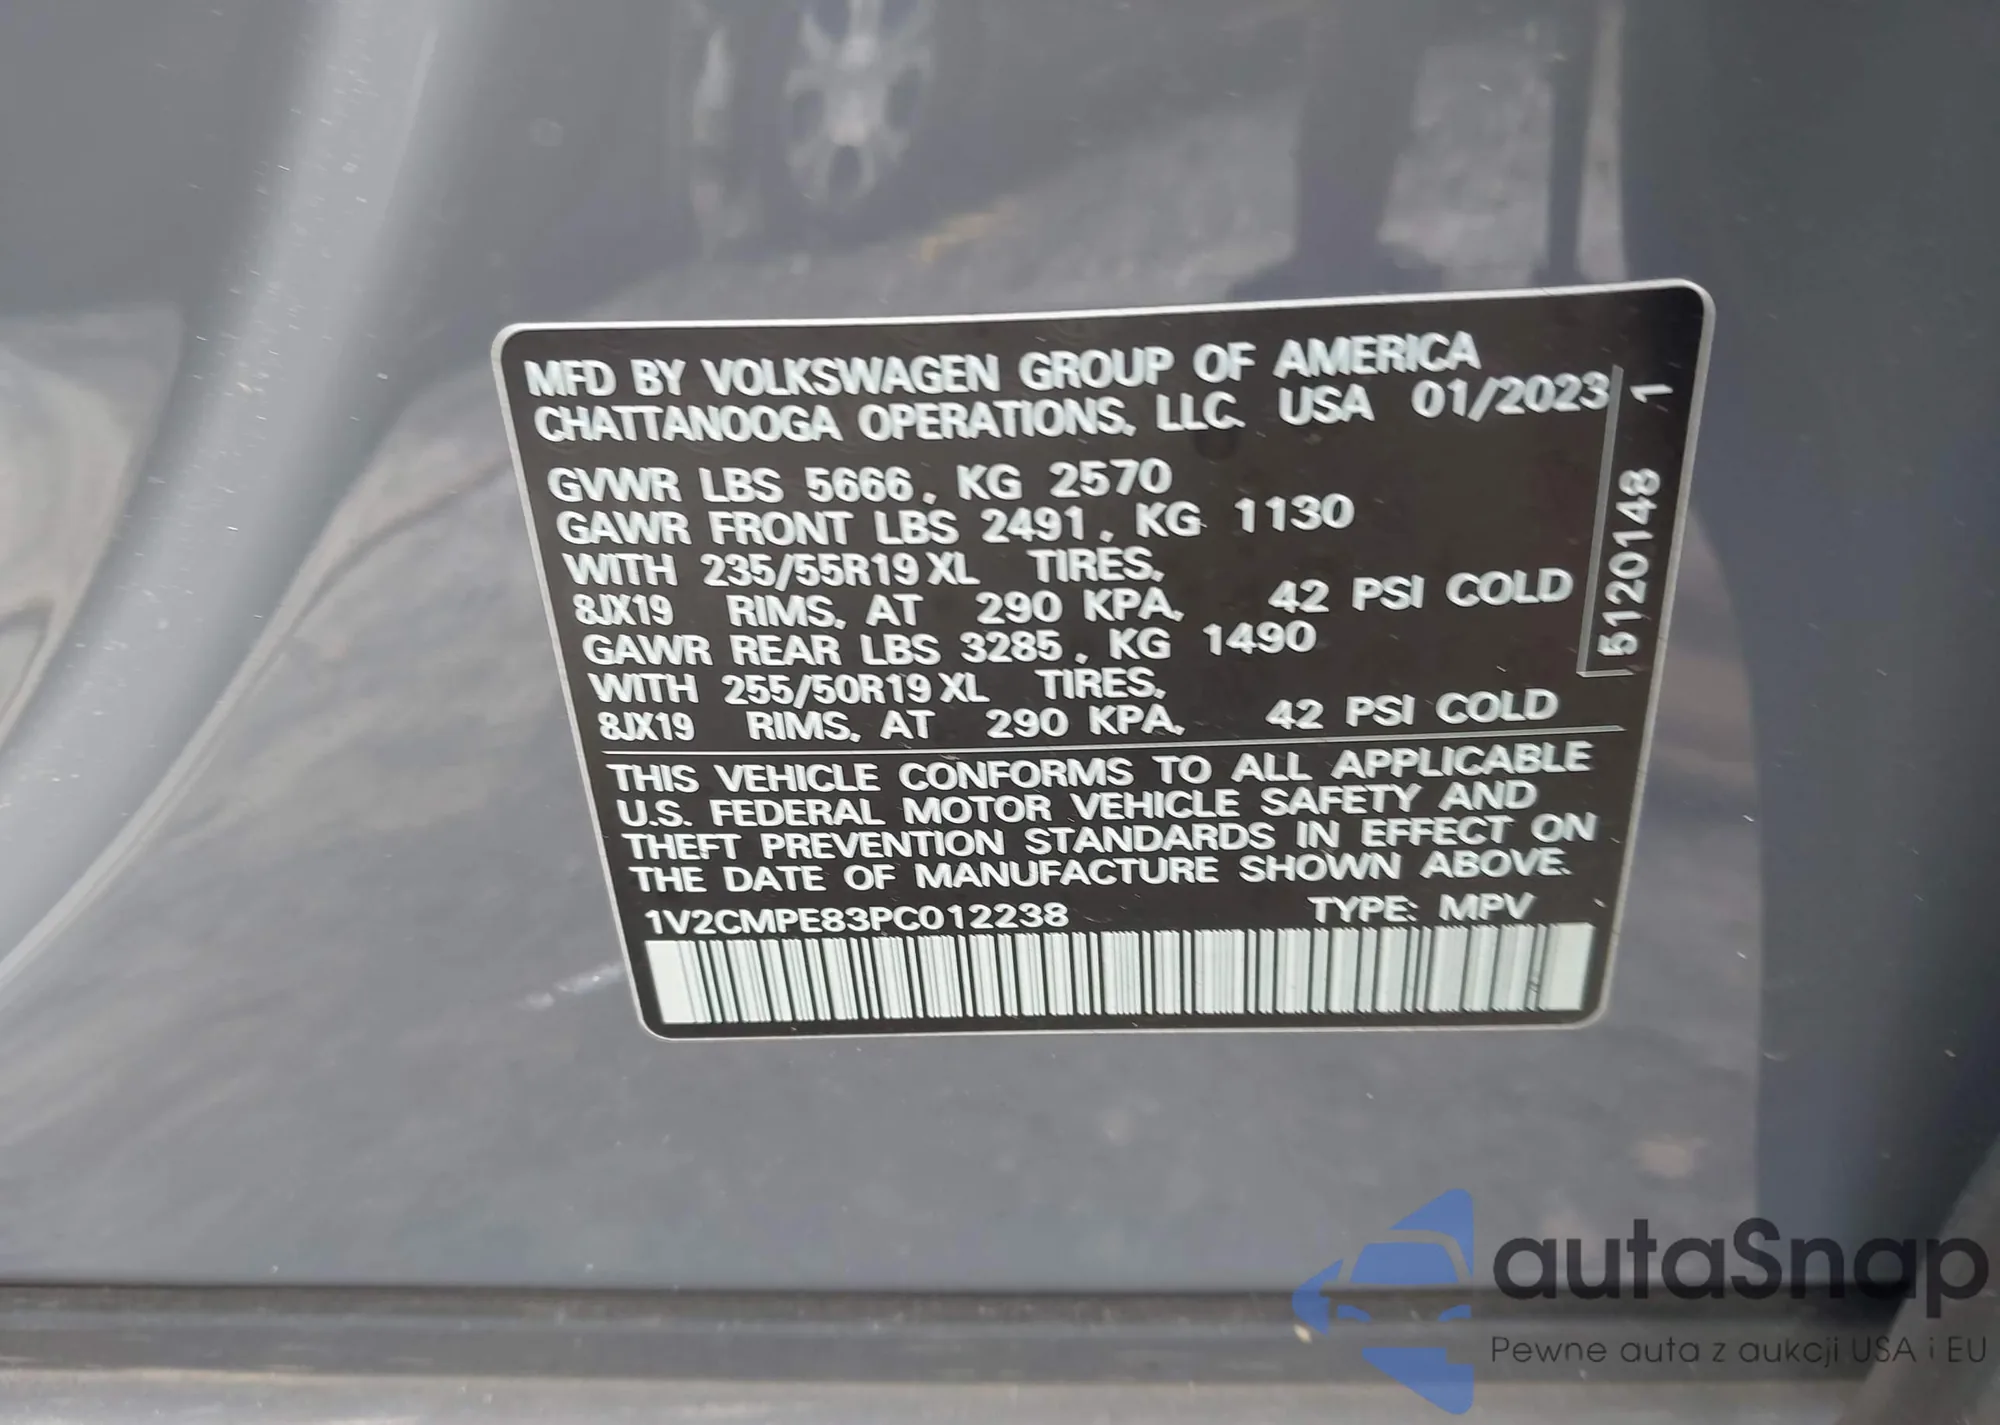 MFD BY VOLKSWAGEN GROUP OF AMERICA
CHATTANOOGA OPERATIONS, LLC. USA 01/2023
GVWR LBS 5666, KG 2570
GAWR FRONT LBS 2491, KG 1130
WITH 235/55R19 XL TIRES,
8JX19 RIMS, AT 290 KPA, 42 PSI COLD
GAWR REAR LBS 3285, KG 1490
WITH 255/50R19 XL TIRES,
8JX19 RIMS, AT 290 KPA, 42 PSI COLD
5120148 1
THIS VEHICLE CONFORMS TO ALL APPLICABLE
U.S. FEDERAL MOTOR VEHICLE SAFETY AND
THEFT PREVENTION STANDARDS IN EFFECT ON
THE DATE OF MANUFACTURE SHOWN ABOVE.
1V2CMPE83PC012238 TYPE: MPV
autaSnap
Pewne auta z aukcji USA i EU